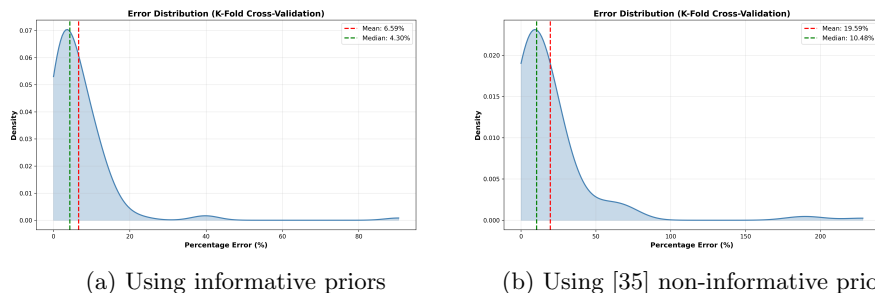 Error Distribution (K-Fold Cross-Validation)
Mean: 6.59%
Median: 4.30%
0.07
0.06
0.05
0.04
0.03
0.02
0.01
0.00
Density
0 20 40 60 80
Percentage Error (%)
(a) Using informative priors
Error Distribution (K-Fold Cross-Validation)
Mean: 19.59%
Median: 10.48%
0.020
0.015
0.010
0.005
0.000
Density
0 50 100 150 200
Percentage Error (%)
(b) Using [35] non-informative prio